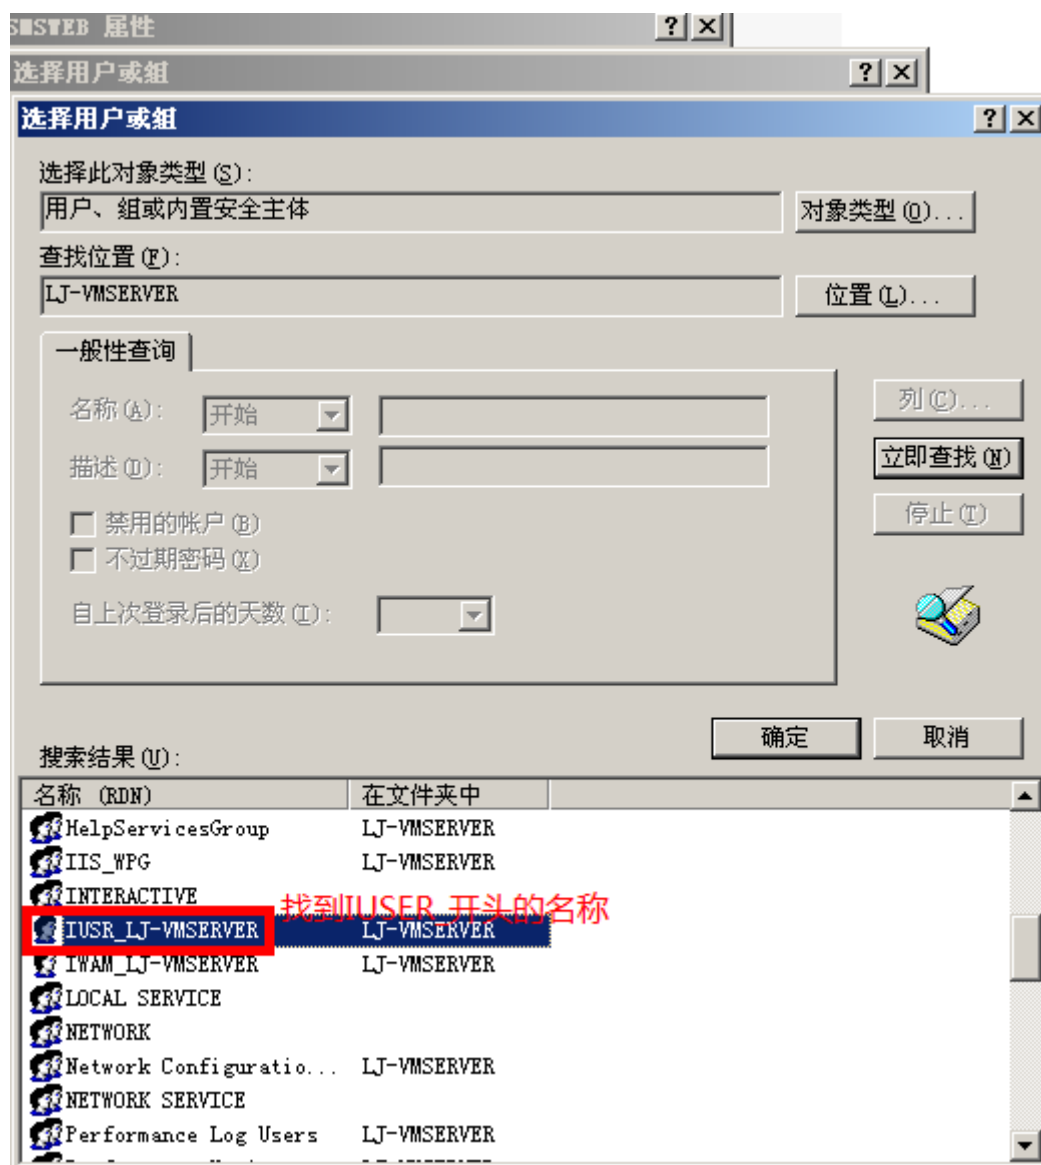 属性
选择用户或组
选择用户或组
选择此对象类型(S):
用户、组或内置安全主体
对象类型(O)...
查找位置(F):
LJ-VMSERVER
位置(L)...
一般性查询
名称(A): 开始
列(C)...
描述(D): 开始
立即查找(N)
禁用的帐户(B)
停止(T)
不过期密码(X)
自上次登录后的天数(I):
确定 取消
搜索结果(U):
名称 (RDN) 在文件夹中
HelpServicesGroup LJ-VMSERVER
IIS_WPG LJ-VMSERVER
INTERACTIVE
找到IUSER_开头的名称
IUSR_LJ-VMSERVER LJ-VMSERVER
IWAM_LJ-VMSERVER LJ-VMSERVER
LOCAL SERVICE
NETWORK
Network Configuratio... LJ-VMSERVER
NETWORK SERVICE
Performance Log Users LJ-VMSERVER